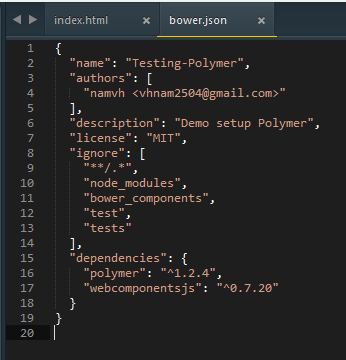 index.html × bower.json ×
1 {
2 "name": "Testing-Polymer",
3 "authors": [
4 "namvh <vhnam2504@gmail.com>"
5 ],
6 "description": "Demo setup Polymer",
7 "license": "MIT",
8 "ignore": [
9 "**/.*",
10 "node_modules",
11 "bower_components",
12 "test",
13 "tests"
14 ],
15 "dependencies": {
16 "polymer": "^1.2.4",
17 "webcomponentsjs": "^0.7.20"
18 }
19 }
20